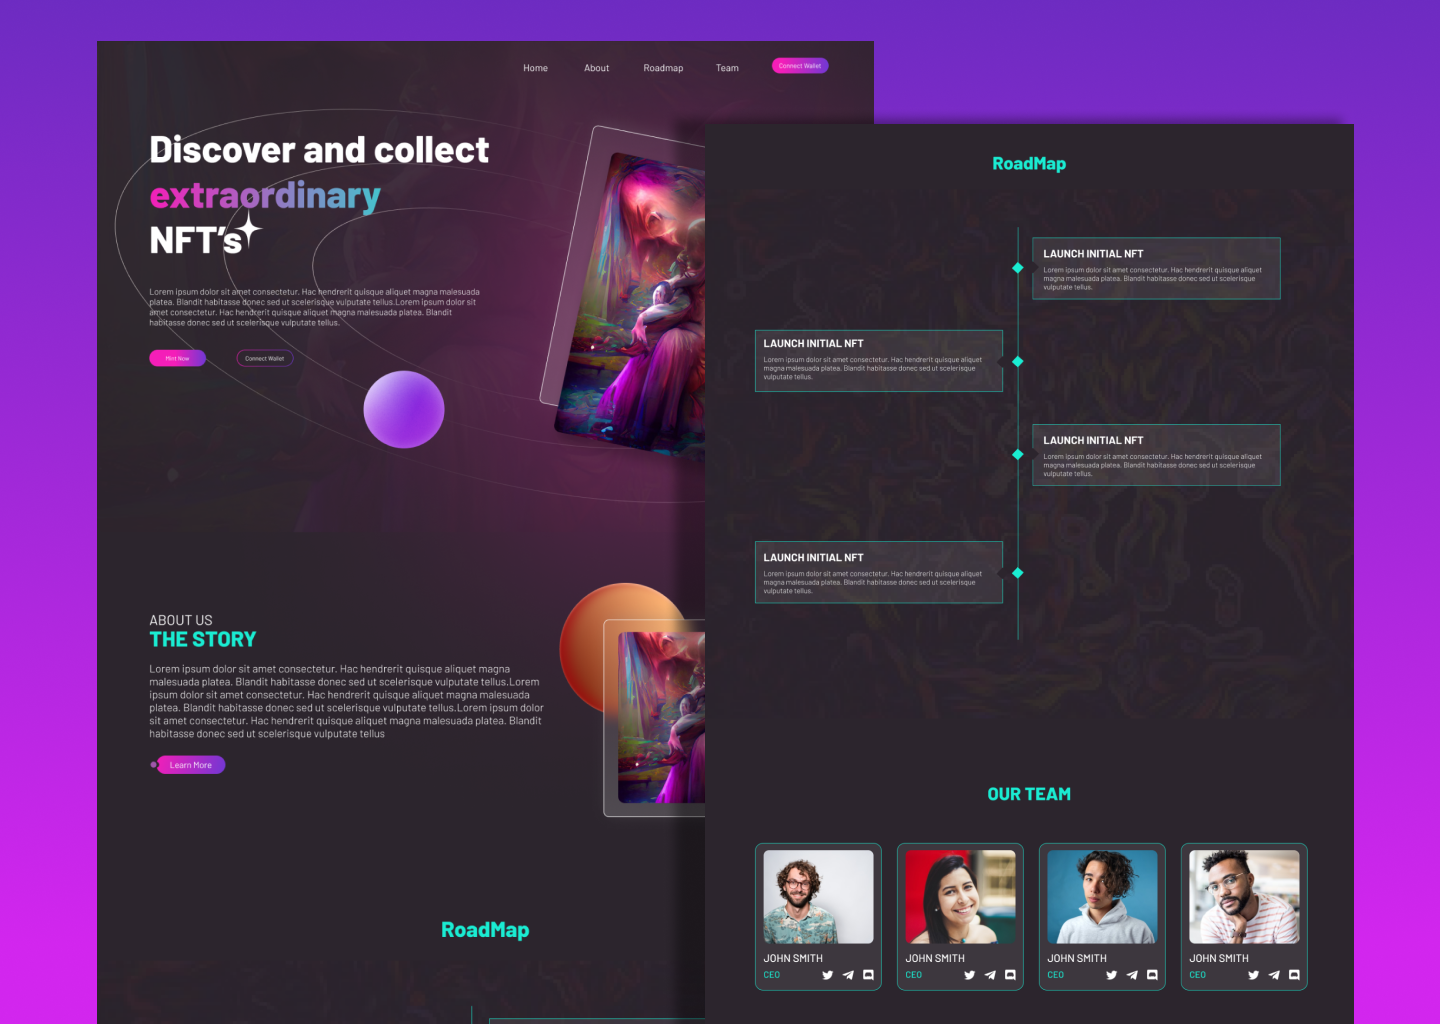 Home
About
Roadmap
Team
Connect Wallet
Discover and collect
extraordinary
NFT's
Lorem ipsum dolor sit amet consectetur. Hac hendrerit quisque aliquet magna malesuada
platea. Blandit habitasse donec sed ut scelerisque vulputate tellus.Lorem ipsum dolor sit
amet consectetur. Hac hendrerit quisque aliquet magna malesuada platea. Blandit
habitasse donec sed ut scelerisque vulputate tellus.
Mint Now
Connect Wallet
ABOUT US
THE STORY
Lorem ipsum dolor sit amet consectetur. Hac hendrerit quisque aliquet magna
malesuada platea. Blandit habitasse donec sed ut scelerisque vulputate tellus.Lorem
ipsum dolor sit amet consectetur. Hac hendrerit quisque aliquet magna malesuada
platea. Blandit habitasse donec sed ut scelerisque vulputate tellus.Lorem ipsum dolor
sit amet consectetur. Hac hendrerit quisque aliquet magna malesuada platea. Blandit
habitasse donec sed ut scelerisque vulputate tellus
Learn More
RoadMap
RoadMap
LAUNCH INITIAL NFT
Lorem ipsum dolor sit amet consectetur. Hac hendrerit quisque aliquet
magna malesuada platea. Blandit habitasse donec sed ut scelerisque
vulputate tellus.
LAUNCH INITIAL NFT
Lorem ipsum dolor sit amet consectetur. Hac hendrerit quisque aliquet
magna malesuada platea. Blandit habitasse donec sed ut scelerisque
vulputate tellus.
LAUNCH INITIAL NFT
Lorem ipsum dolor sit amet consectetur. Hac hendrerit quisque aliquet
magna malesuada platea. Blandit habitasse donec sed ut scelerisque
vulputate tellus.
LAUNCH INITIAL NFT
Lorem ipsum dolor sit amet consectetur. Hac hendrerit quisque aliquet
magna malesuada platea. Blandit habitasse donec sed ut scelerisque
vulputate tellus.
OUR TEAM
JOHN SMITH
CEO
JOHN SMITH
CEO
JOHN SMITH
CEO
JOHN SMITH
CEO